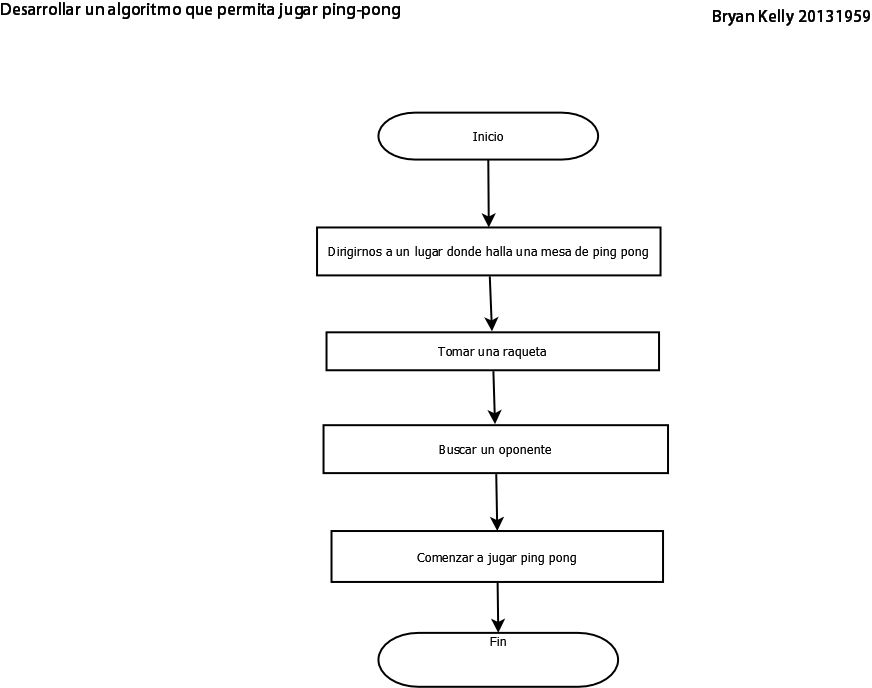 Desarrollar un algoritmo que permita jugar ping-pong
Bryan Kelly 20131959
Inicio
Dirigirnos a un lugar donde halla una mesa de ping pong
Tomar una raqueta
Buscar un oponente
Comenzar a jugar ping pong
Fin